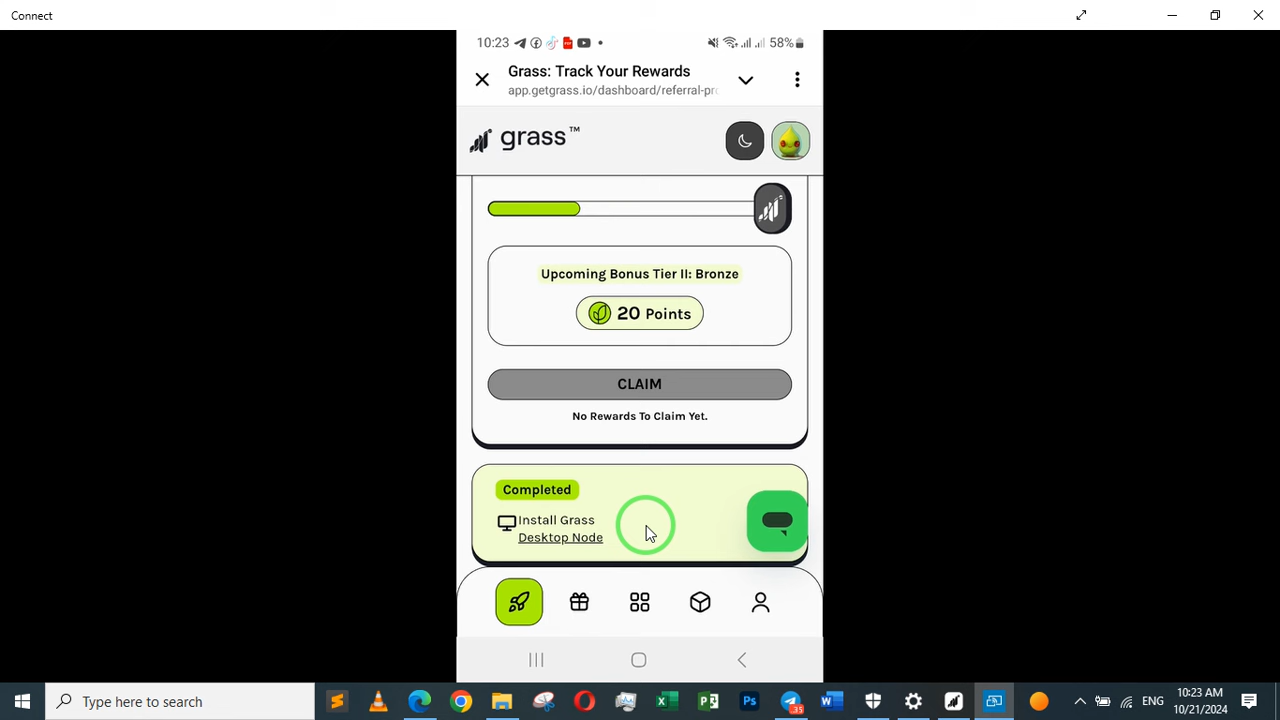 Connect
10:23
58%
Grass: Track Your Rewards
app.getgrass.io/dashboard/referral-pr
grass™
Upcoming Bonus Tier II: Bronze
20 Points
CLAIM
No Rewards To Claim Yet.
Completed
Install Grass
Desktop Node
Type here to search
35
ENG
10:23 AM
10/21/2024